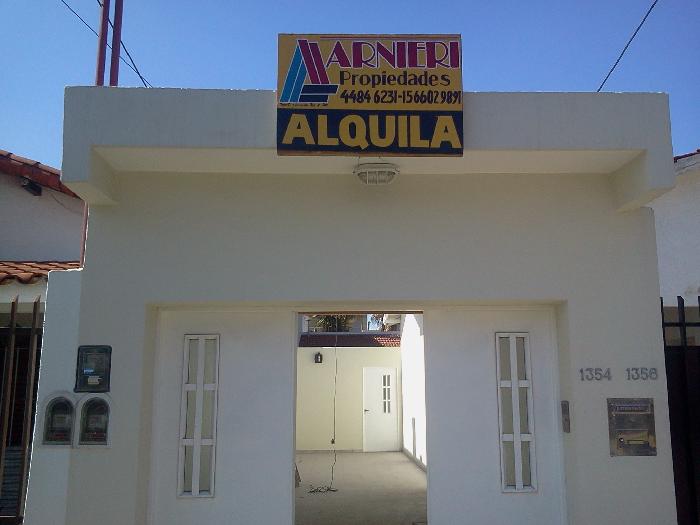 ARNIERI
Propiedades
4484 6231-1566029891
ALQUILA
1354 1356